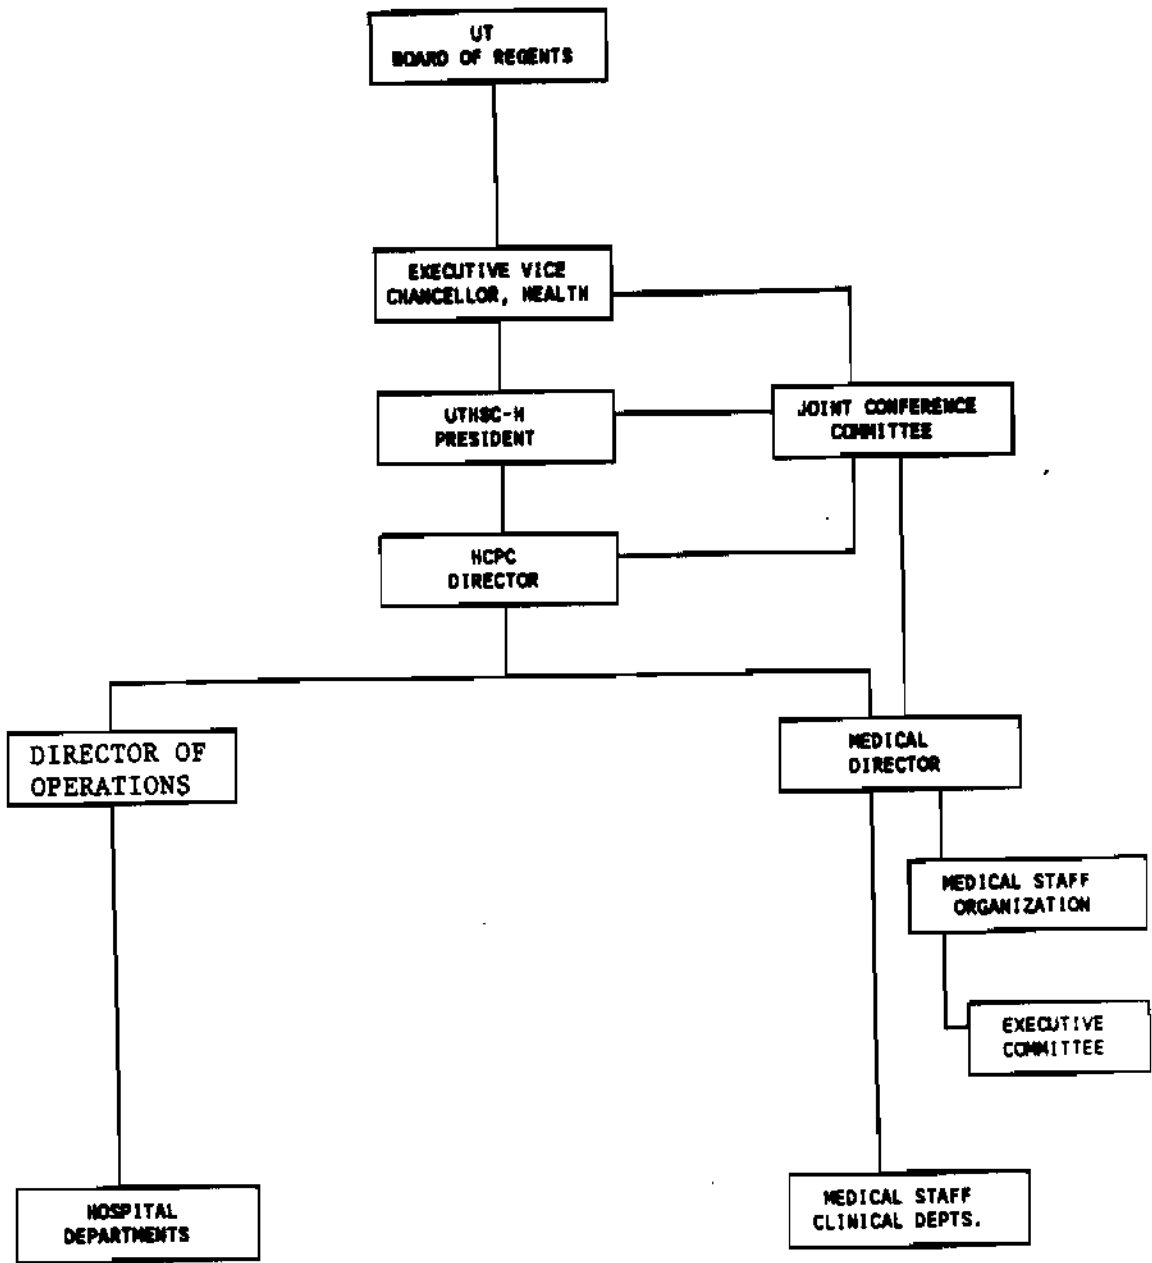 UT
BOARD OF REGENTS
EXECUTIVE VICE
CHANCELLOR, HEALTH
UTHSC-H
PRESIDENT
JOINT CONFERENCE
COMMITTEE
HCPC
DIRECTOR
DIRECTOR OF
OPERATIONS
MEDICAL
DIRECTOR
MEDICAL STAFF
ORGANIZATION
EXECUTIVE
COMMITTEE
HOSPITAL
DEPARTMENTS
MEDICAL STAFF
CLINICAL DEPTS.